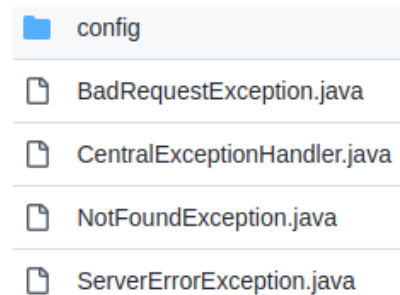 config
BadRequestException.java
CentralExceptionHandler.java
NotFoundException.java
ServerErrorException.java